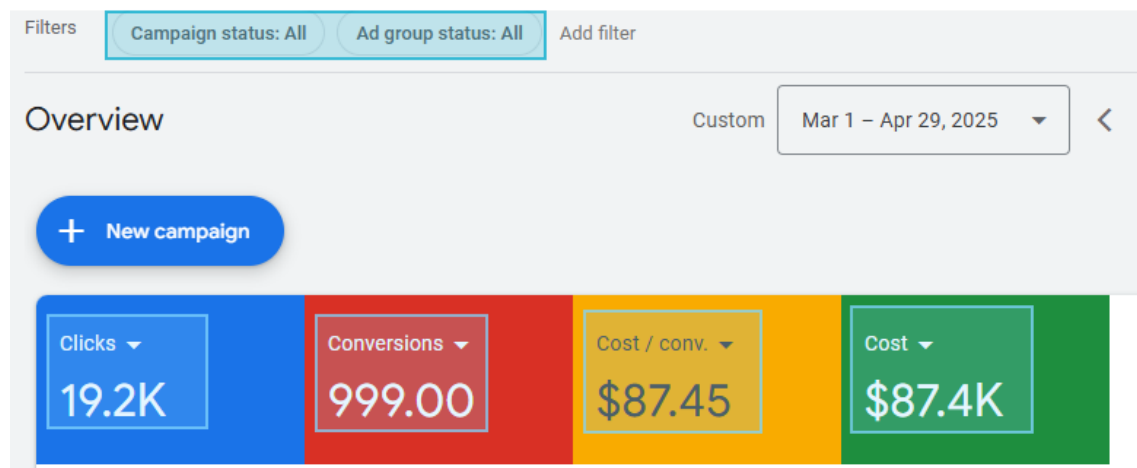 Filters Campaign status: All Ad group status: All Add filter
Overview Custom Mar 1 – Apr 29, 2025
New campaign
Clicks Conversions Cost / conv. Cost
19.2K 999.00 $87.45 $87.4K